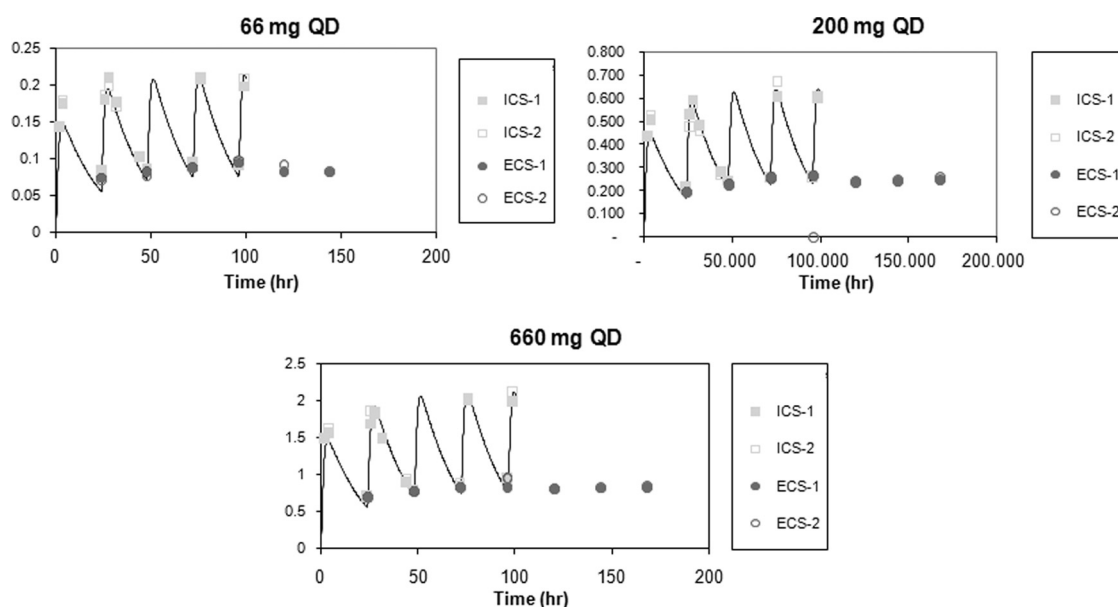 66 mg QD
0.25
0.2
0.15
0.1
0.05
0
0 50 100 150 200
Time (hr)
ICS-1
ICS-2
ECS-1
ECS-2
200 mg QD
0.800
0.700
0.600
0.500
0.400
0.300
0.200
0.100
-
- 50.000 100.000 150.000 200.000
Time (hr)
ICS-1
ICS-2
ECS-1
ECS-2
660 mg QD
2.5
2
1.5
1
0.5
0
0 50 100 150 200
Time (hr)
ICS-1
ICS-2
ECS-1
ECS-2